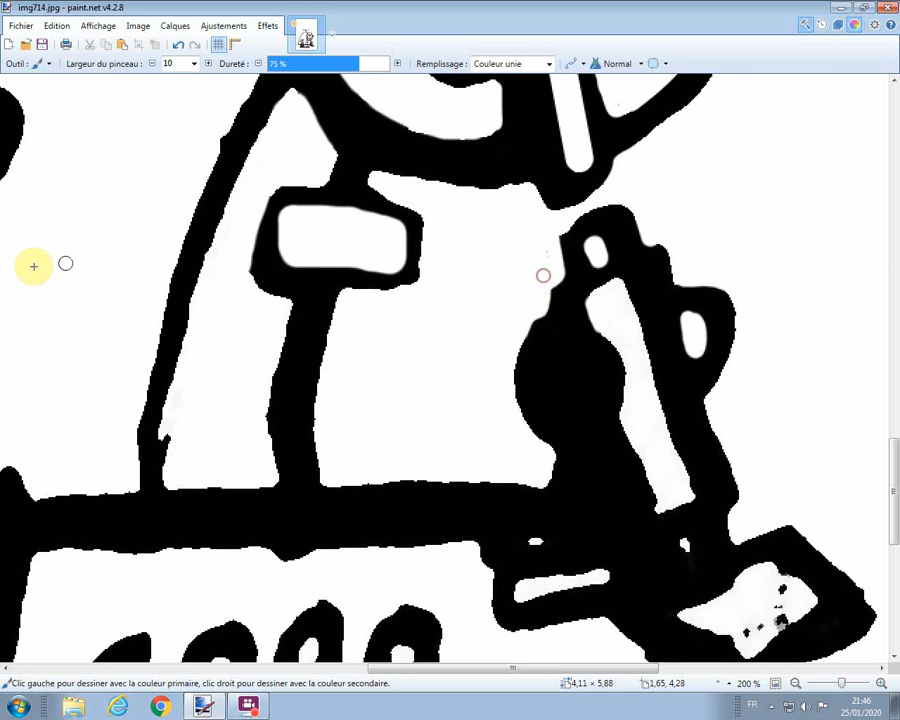 img714.jpg - paint.net v4.2.8
Fichier Edition Affichage Image Calques Ajustements Effets
Outil : Largeur du pinceau : 10 Dureté : 75 % Remplissage : Couleur unie Normal
Clic gauche pour dessiner avec la couleur primaire, clic droit pour dessiner avec la couleur secondaire. 4,11 × 5,88 1,65, 4,28 " 200 %
FR 21:46
25/01/2020